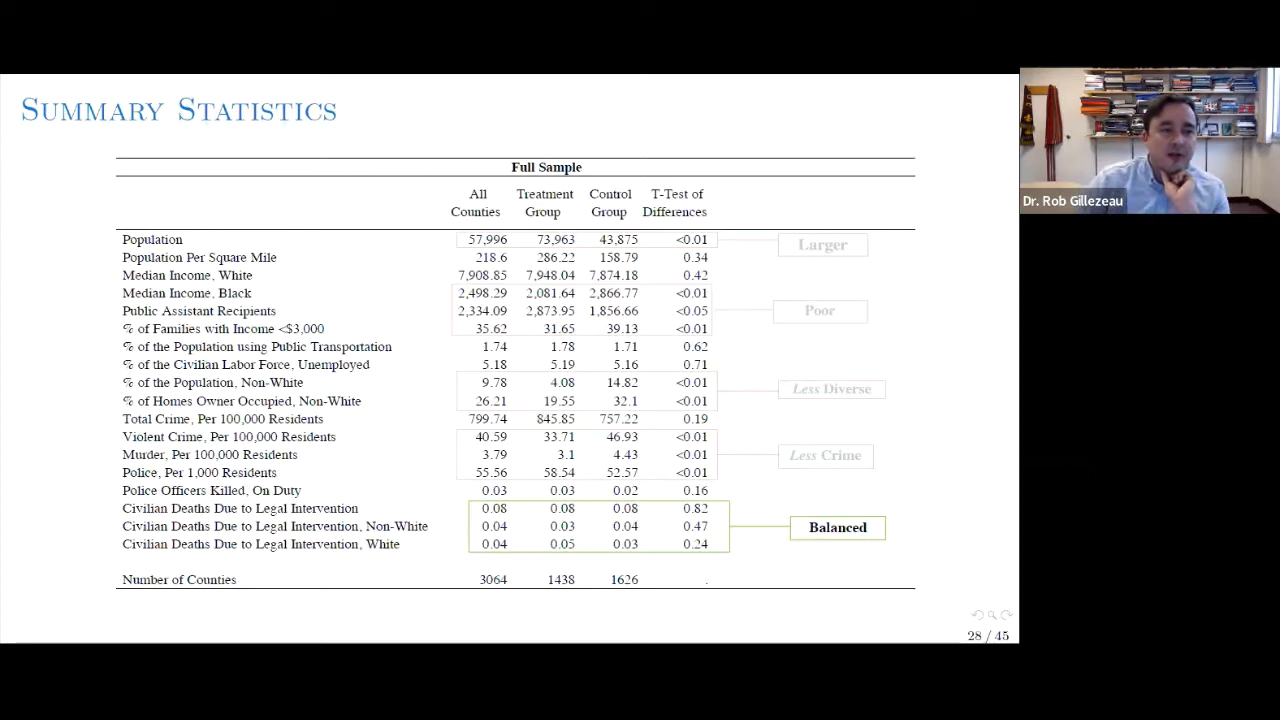 SUMMARY STATISTICS
Full Sample
All Counties Treatment Group Control Group T-Test of Differences
Population 57,996 73,963 43,875 <0.01 Larger
Population Per Square Mile 218.6 286.22 158.79 0.34
Median Income, White 7,908.85 7,948.04 7,874.18 0.42
Median Income, Black 2,498.29 2,081.64 2,866.77 <0.01
Public Assistant Recipients 2,334.09 2,873.95 1,856.66 <0.05 Poor
% of Families with Income <$3,000 35.62 31.65 39.13 <0.01
% of the Population using Public Transportation 1.74 1.78 1.71 0.62
% of the Civilian Labor Force, Unemployed 5.18 5.19 5.16 0.71
% of the Population, Non-White 9.78 4.08 14.82 <0.01 Less Diverse
% of Homes Owner Occupied, Non-White 26.21 19.55 32.1 <0.01
Total Crime, Per 100,000 Residents 799.74 845.85 757.22 0.19
Violent Crime, Per 100,000 Residents 40.59 33.71 46.93 <0.01
Murder, Per 100,000 Residents 3.79 3.1 4.43 <0.01 Less Crime
Police, Per 1,000 Residents 55.56 58.54 52.57 <0.01
Police Officers Killed, On Duty 0.03 0.03 0.02 0.16
Civilian Deaths Due to Legal Intervention 0.08 0.08 0.08 0.82
Civilian Deaths Due to Legal Intervention, Non-White 0.04 0.03 0.04 0.47 Balanced
Civilian Deaths Due to Legal Intervention, White 0.04 0.05 0.03 0.24
Number of Counties 3064 1438 1626 .
28 / 45
Dr. Rob Gillezeau